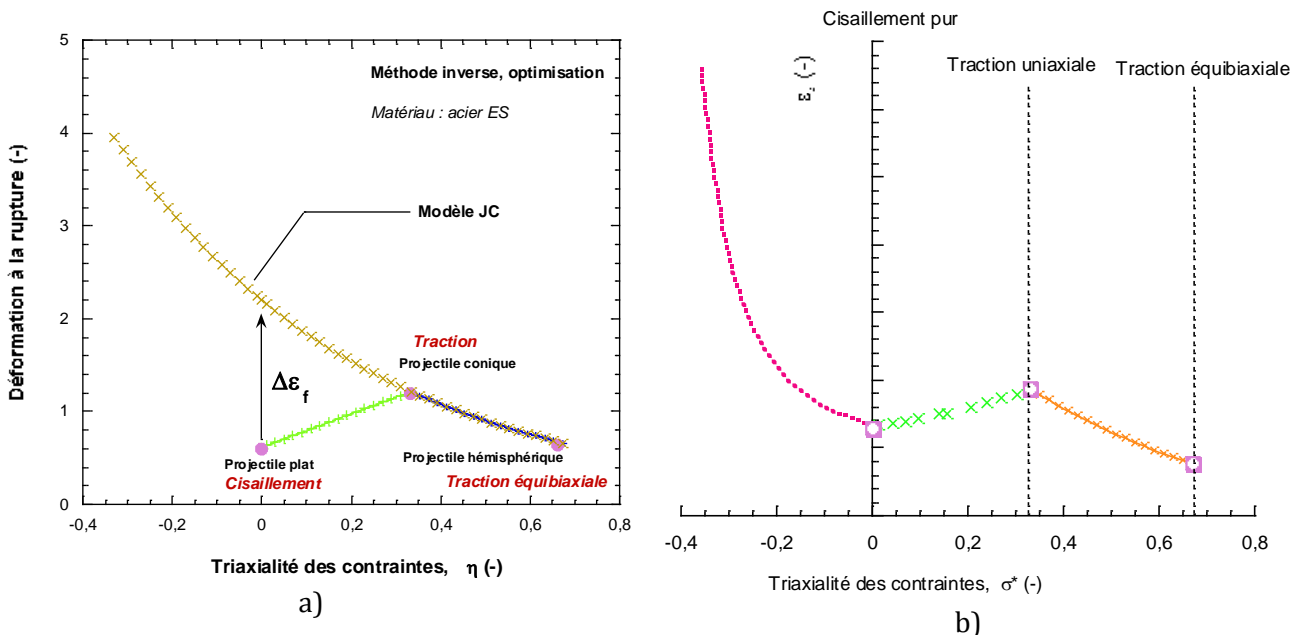 Méthode inverse, optimisation
Matériau : acier ES
Modèle JC
Traction
Projectile conique
Δε_f
Projectile plat
Cisaillement
Projectile hémisphérique
Traction équibiaxiale
Déformation à la rupture (-)
5
4
3
2
1
0
-0,4 -0,2 0 0,2 0,4 0,6 0,8
Triaxialité des contraintes, η (-)
a)
Cisaillement pur
Traction uniaxiale
Traction équibiaxiale
(-)
-0,4 -0,2 0 0,2 0,4 0,6 0,8
Triaxialité des contraintes, σ* (-)
b)